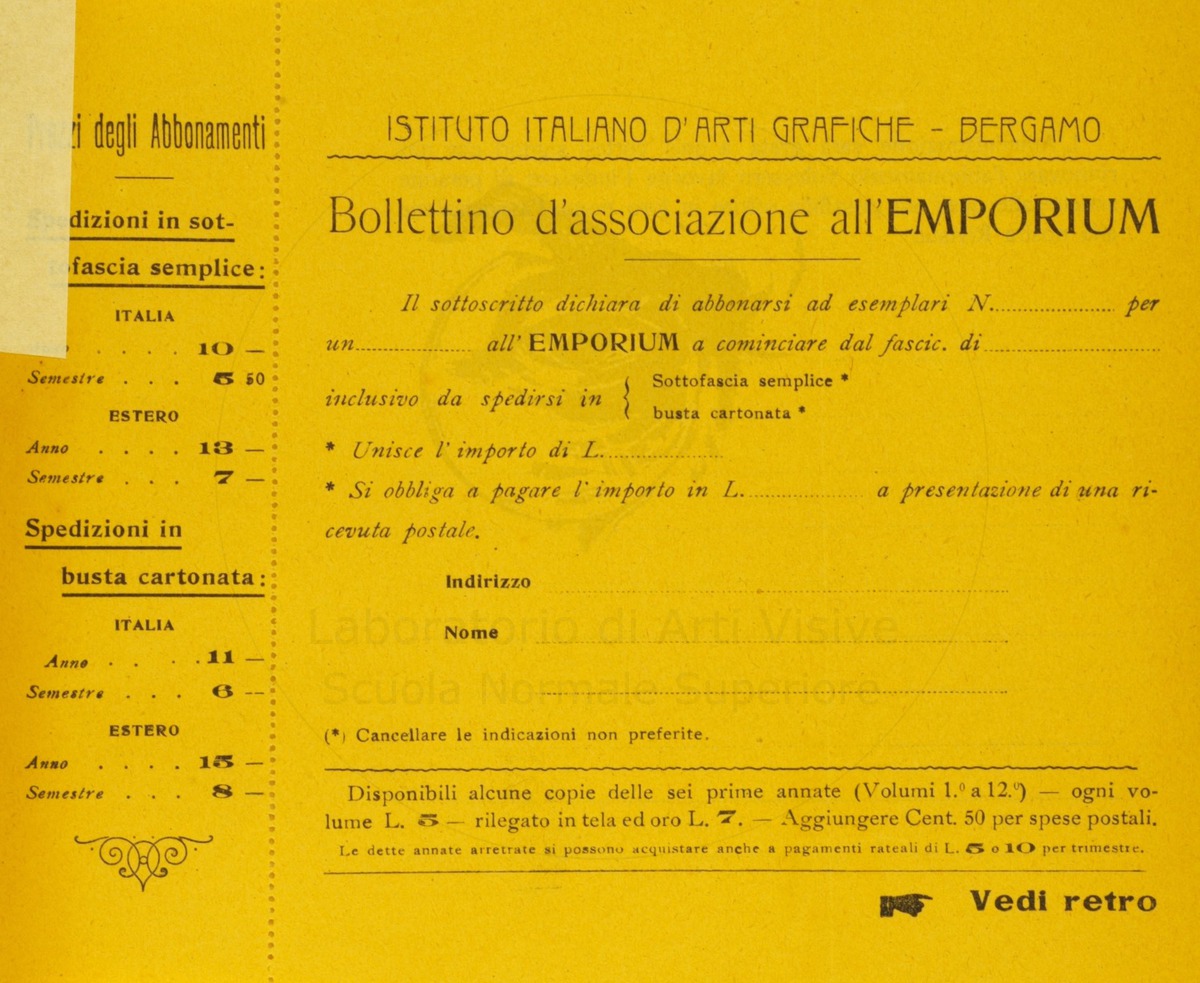 Prezzi degli Abbonamenti
Spedizioni in sot-
tofascia semplice:
ITALIA
. . . . 10 —
Semestre . . . 5 50
ESTERO
Anno . . . . 13 —
Semestre . . . 7 —
Spedizioni in
busta cartonata:
ITALIA
Anno . . . 11 —
Semestre . . . 6 —
ESTERO
Anno . . . . 15 —
Semestre . . . 8 —
ISTITUTO ITALIANO D'ARTI GRAFICHE - BERGAMO
Bollettino d'associazione all'EMPORIUM
Il sottoscritto dichiara di abbonarsi ad esemplari N. per
un all' EMPORIUM a cominciare dal fascic. di
inclusivo da spedirsi in { Sottofascia semplice *
busta cartonata *
* Unisce l' importo di L.
* Si obbliga a pagare l' importo in L. a presentazione di una ri-
cevuta postale.
Indirizzo
Nome
(*) Cancellare le indicazioni non preferite.
Disponibili alcune copie delle sei prime annate (Volumi 1.º a 12.º) — ogni vo-
lume L. 5 — rilegato in tela ed oro L. 7. — Aggiungere Cent. 50 per spese postali.
Le dette annate arretrate si possono acquistare anche a pagamenti rateali di L. 5 o 10 per trimestre.
Vedi retro
Laboratorio di Arti Visive
Scuola Normale Superiore